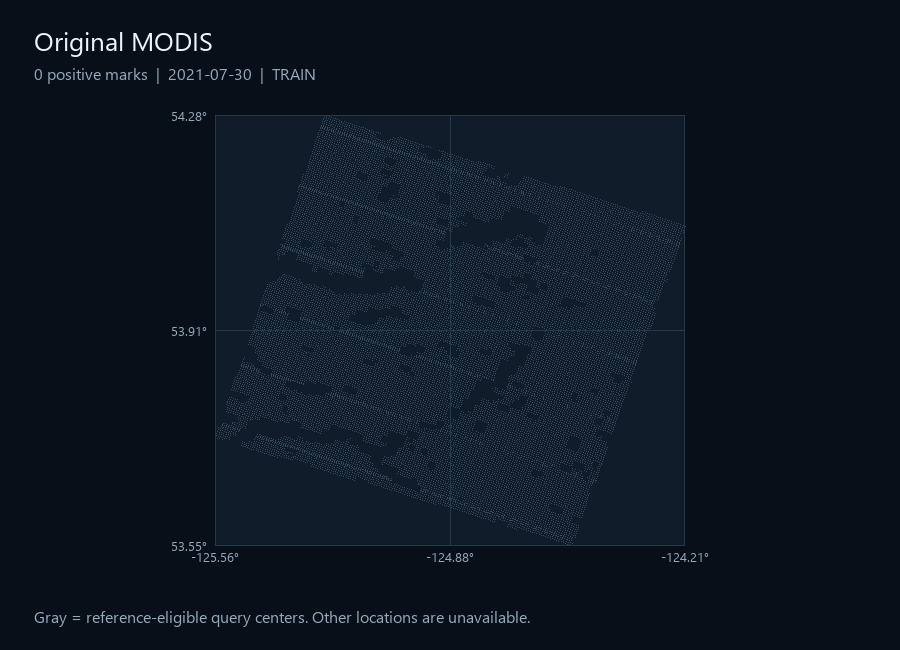 Original MODIS
0 positive marks | 2021-07-30 | TRAIN
54.28°
53.91°
53.55°
-125.56°
-124.88°
-124.21°
Gray = reference-eligible query centers. Other locations are unavailable.